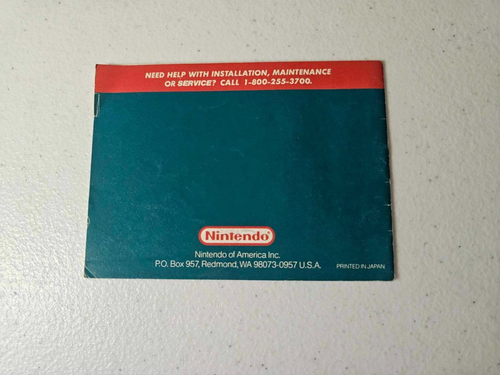 NEED HELP WITH INSTALLATION, MAINTENANCE
OR SERVICE? CALL 1-800-255-3700.
Nintendo
Nintendo of America Inc.
P.O. Box 957, Redmond, WA 98073-0957 U.S.A.
PRINTED IN JAPAN